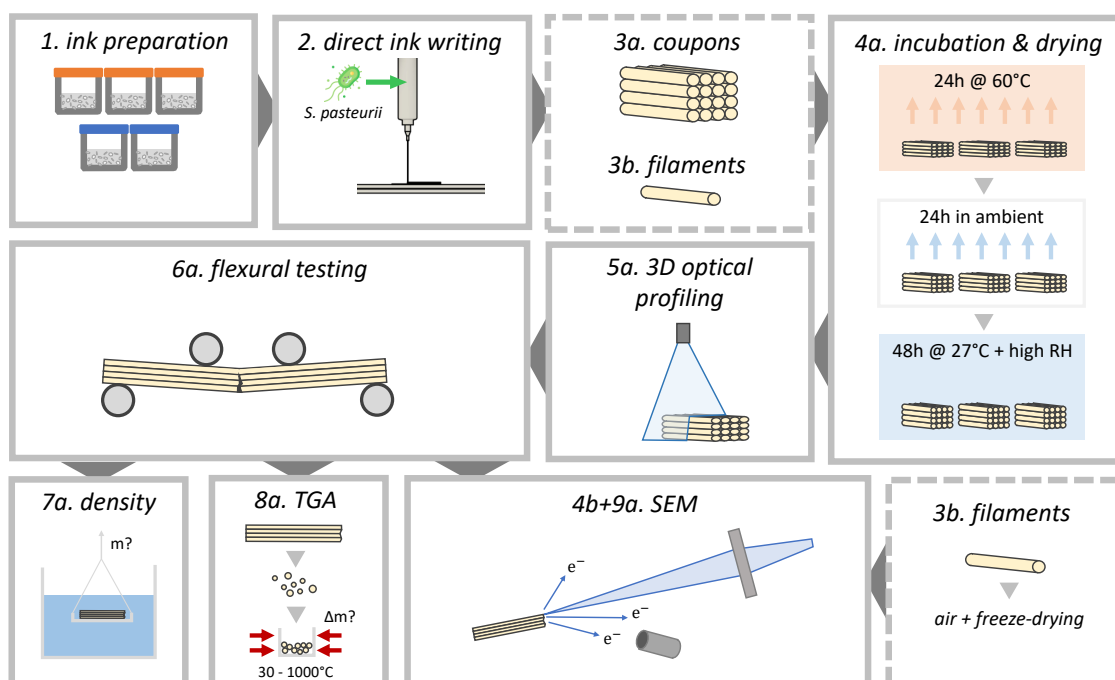 1. ink preparation
2. direct ink writing
S. pasteurii
3a. coupons
3b. filaments
4a. incubation & drying
24h @ 60°C
24h in ambient
48h @ 27°C + high RH
5a. 3D optical
profiling
6a. flexural testing
7a. density
m?
8a. TGA
Δm?
30 - 1000°C
4b+9a. SEM
e⁻
e⁻
e⁻
3b. filaments
air + freeze-drying